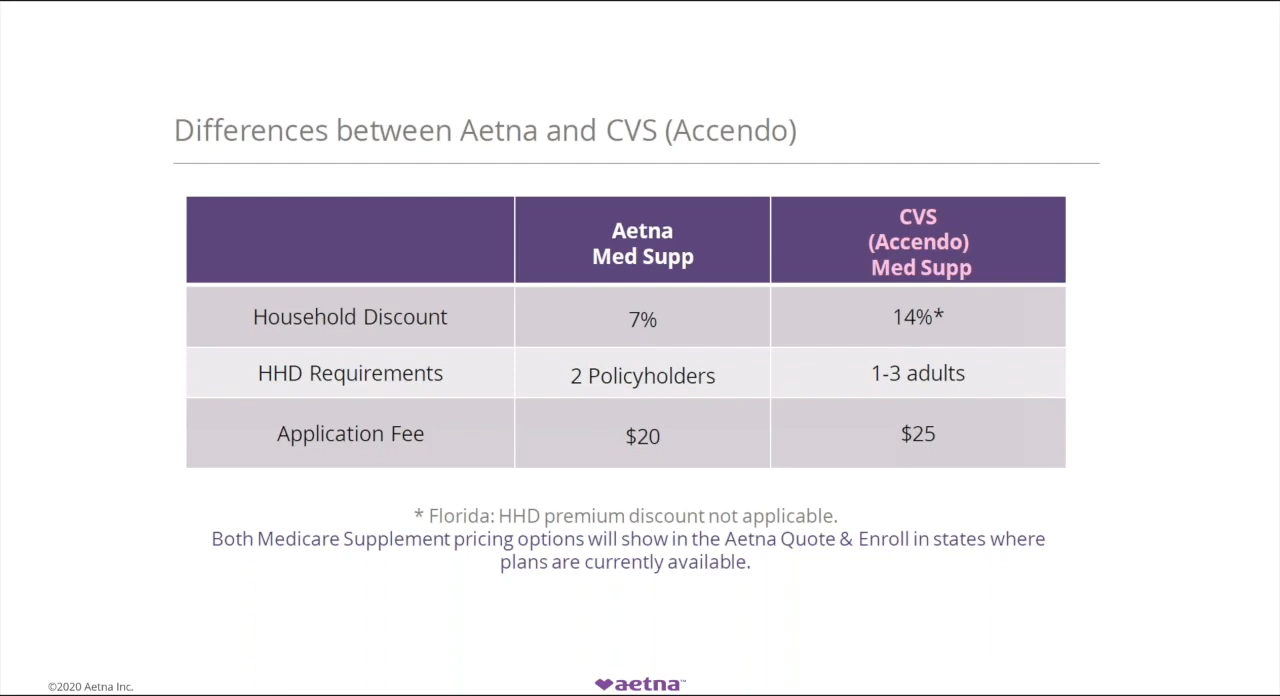 Differences between Aetna and CVS (Accendo)
Aetna
Med Supp
CVS
(Accendo)
Med Supp
Household Discount
7%
14%*
HHD Requirements
2 Policyholders
1-3 adults
Application Fee
$20
$25
* Florida: HHD premium discount not applicable.
Both Medicare Supplement pricing options will show in the Aetna Quote & Enroll in states where
plans are currently available.
©2020 Aetna Inc.
aetna™